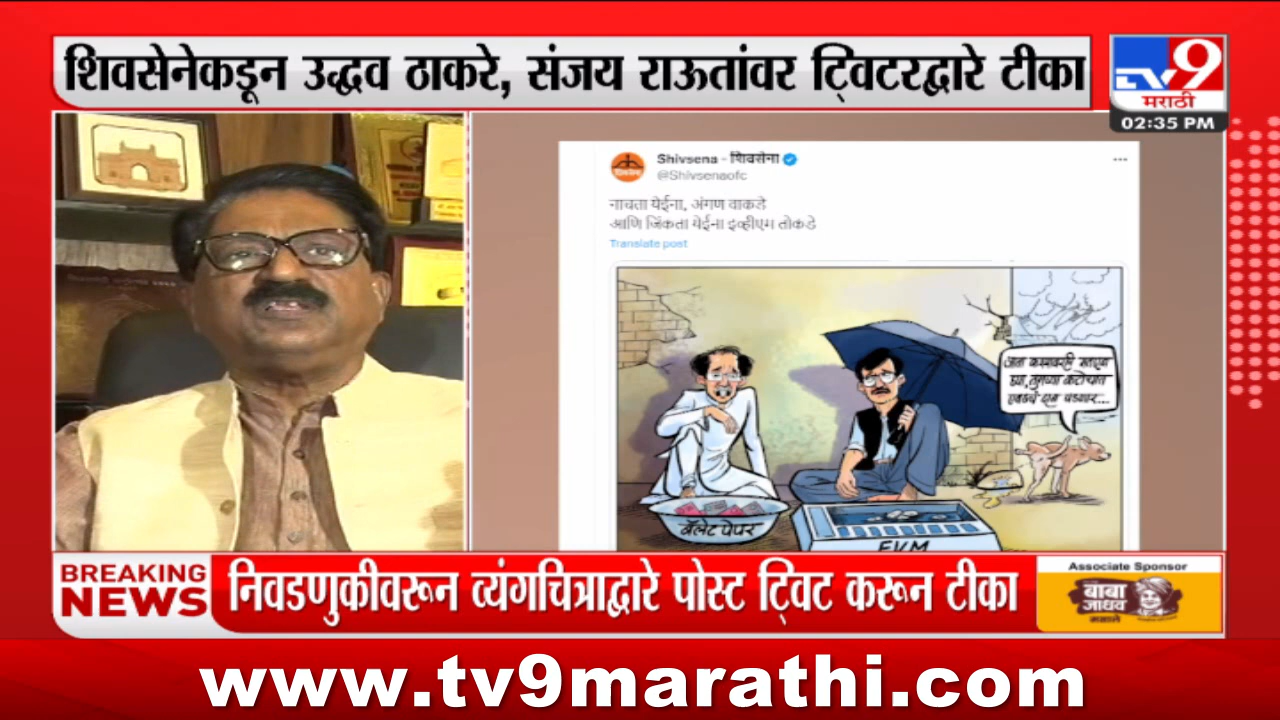 शिवसेनेकडून उद्धव ठाकरे, संजय राऊतांवर ट्विटरद्वारे टीका
TV9
मराठी
02:35 PM
Shivsena - शिवसेना
@Shivsenaofc
नाचता येईना, अंगण वाकडे
आणि जिंकता येईना इव्हीएम तोकडे
Translate post
बॅलेट पेपर
EVM
BREAKING
NEWS
निवडणुकीवरून व्यंगचित्राद्वारे पोस्ट ट्विट करून टीका
Associate Sponsor
बाबा
जाधव
मसाले
www.tv9marathi.com